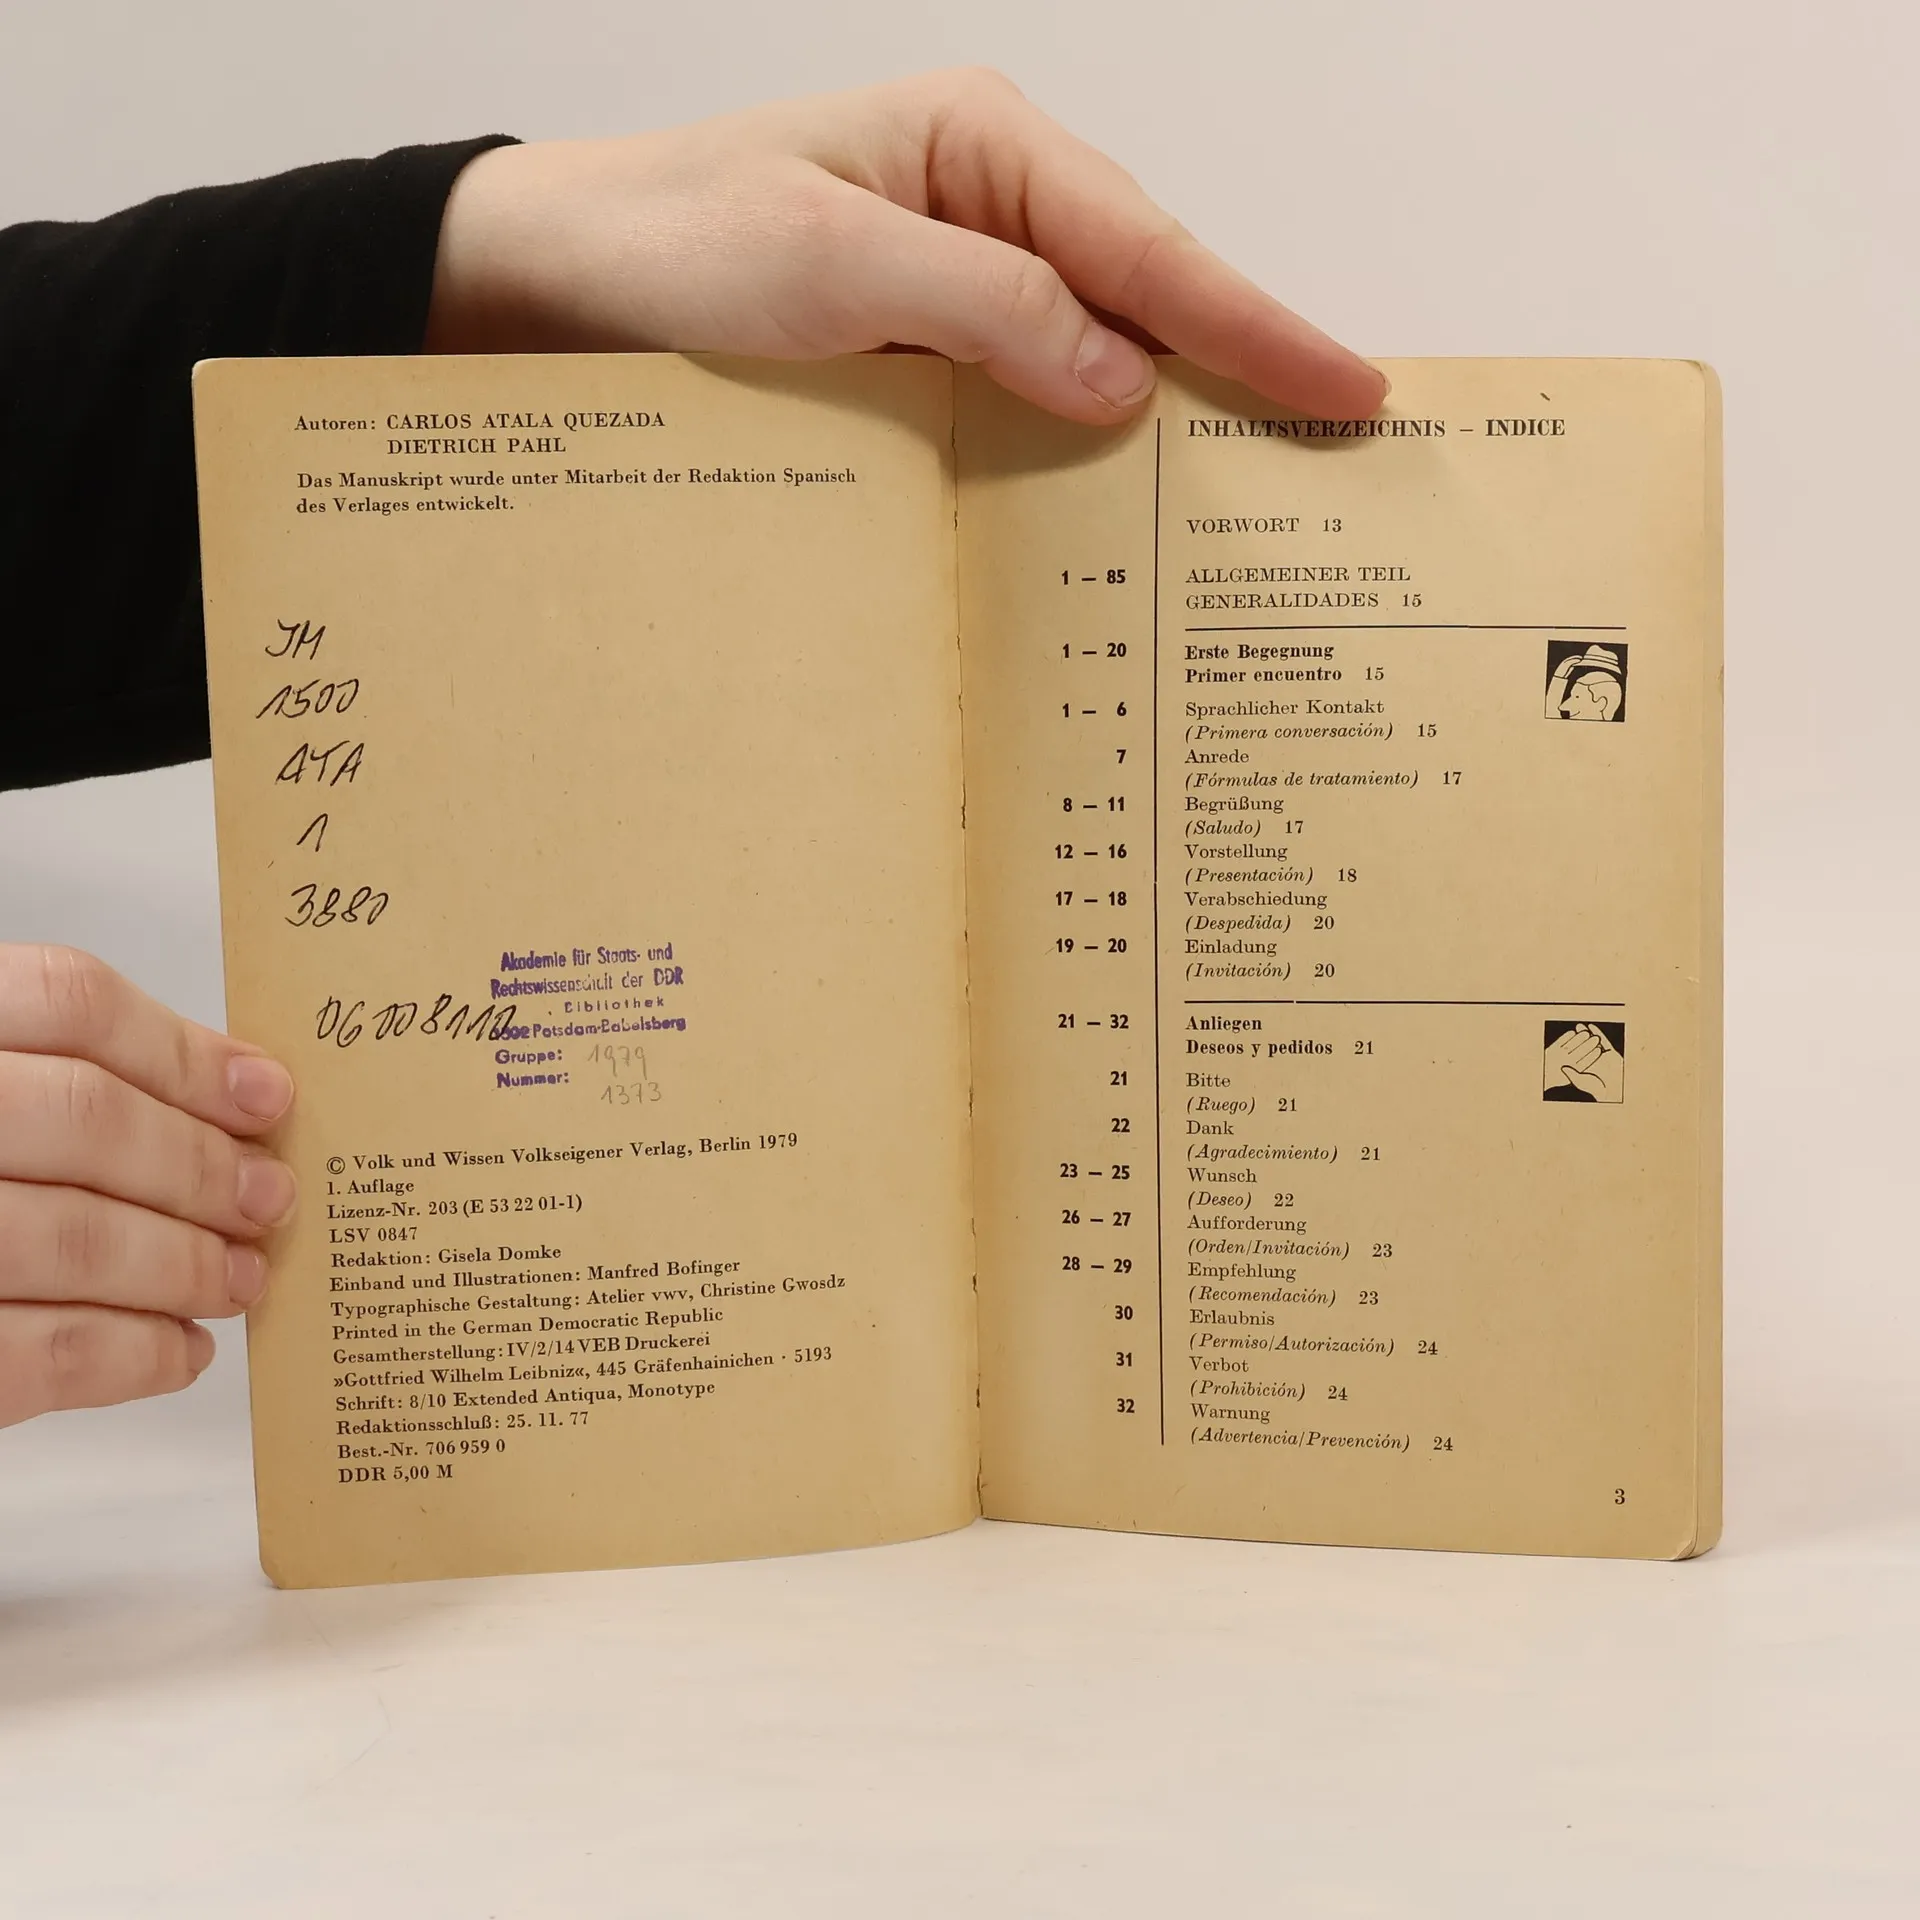 Autoren: CARLOS ATALA QUEZADA
DIETRICH PAHL
Das Manuskript wurde unter Mitarbeit der Redaktion Spanisch
des Verlages entwickelt.
JM
1500
ATA
1
3880
Akademie für Staats- und
Rechtswissenschaft der DDR
Bibliothek
Potsdam-Babelsberg
Gruppe: 1979
Nummer:
1373
© Volk und Wissen Volkseigener Verlag, Berlin 1979
1. Auflage
Lizenz-Nr. 203 (E 53 22 01-1)
LSV 0847
Redaktion: Gisela Domke
Einband und Illustrationen: Manfred Bofinger
Typographische Gestaltung: Atelier vwv, Christine Gwosdz
Printed in the German Democratic Republic
Gesamtherstellung: IV/2/14 VEB Druckerei
»Gottfried Wilhelm Leibniz«, 445 Gräfenhainichen · 5193
Schrift: 8/10 Extended Antiqua, Monotype
Redaktionsschluß: 25. 11. 77
Best.-Nr. 706 959 0
DDR 5,00 M
INHALTSVERZEICHNIS – INDICE
VORWORT 13
1 – 85 ALLGEMEINER TEIL
GENERALIDADES 15
1 – 20 Erste Begegnung
Primer encuentro 15
1 – 6 Sprachlicher Kontakt
(Primera conversación) 15
7 Anrede
(Fórmulas de tratamiento) 17
8 – 11 Begrüßung
(Saludo) 17
12 – 16 Vorstellung
(Presentación) 18
17 – 18 Verabschiedung
(Despedida) 20
19 – 20 Einladung
(Invitación) 20
21 – 32 Anliegen
Deseos y pedidos 21
21 Bitte
(Ruego) 21
22 Dank
(Agradecimiento) 21
23 – 25 Wunsch
(Deseo) 22
26 – 27 Aufforderung
(Orden/Invitación) 23
28 – 29 Empfehlung
(Recomendación) 23
30 Erlaubnis
(Permiso/Autorización) 24
31 Verbot
(Prohibición) 24
32 Warnung
(Advertencia/Prevención) 24
3